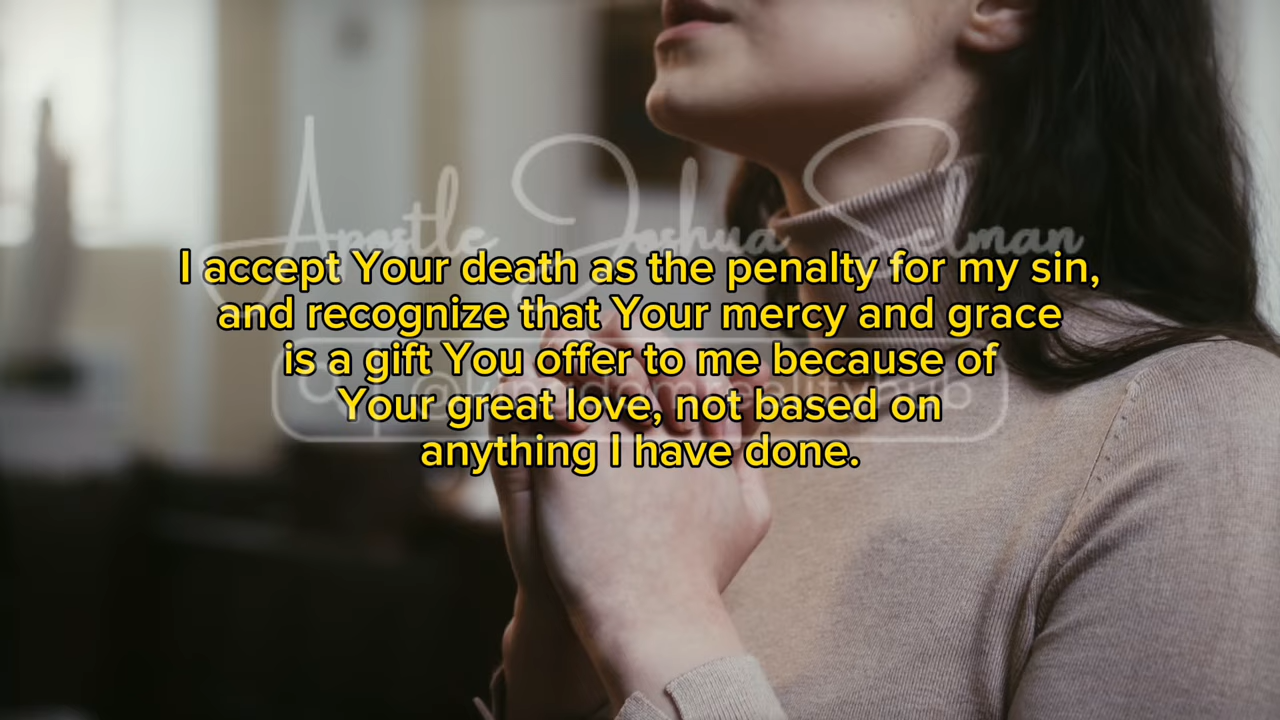 Apostle Joshua Selman
I accept Your death as the penalty for my sin,
and recognize that Your mercy and grace
is a gift You offer to me because of
@kingdomrealityhub
Your great love, not based on
anything I have done.